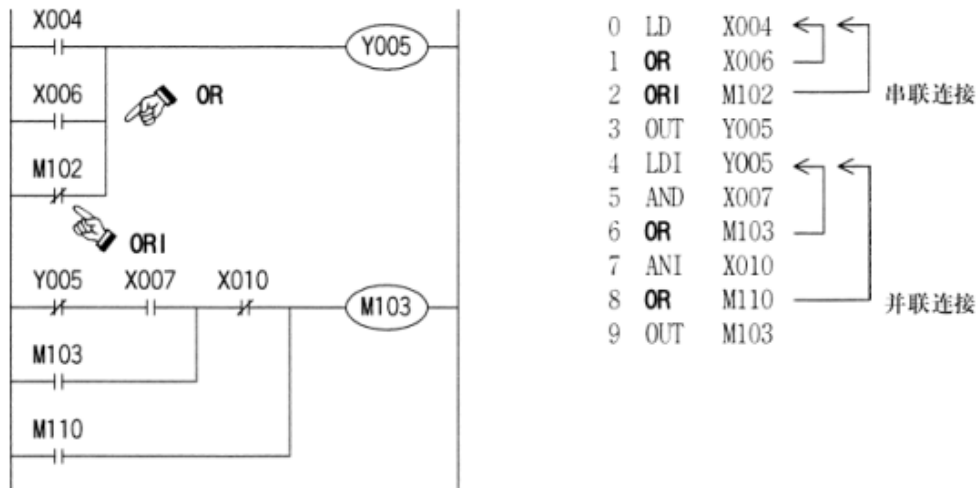 X004
Y005
X006
OR
M102
ORI
Y005 X007 X010
M103
M103
M110
0 LD X004
1 OR X006
2 ORI M102 串联连接
3 OUT Y005
4 LDI Y005
5 AND X007
6 OR M103
7 ANI X010
8 OR M110 并联连接
9 OUT M103